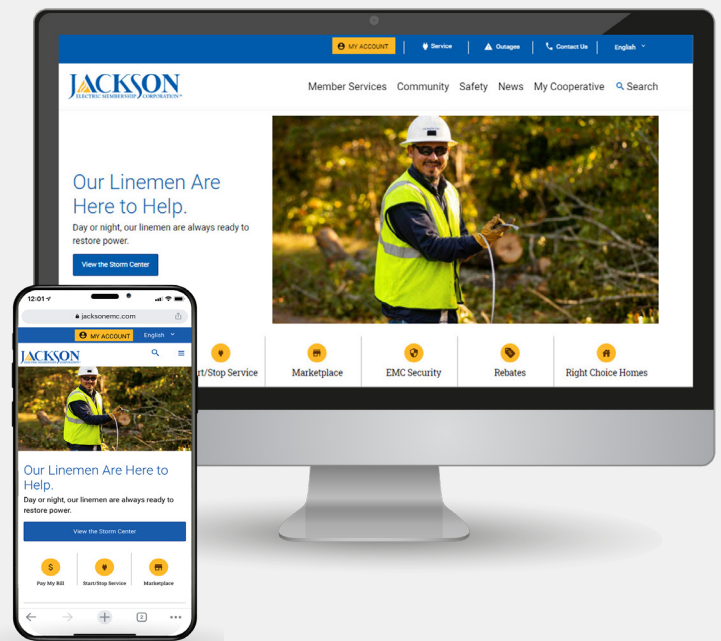 MY ACCOUNT
Service
Outages
Contact Us
English
JACKSON
ELECTRIC MEMBERSHIP CORPORATION
Member Services
Community
Safety
News
My Cooperative
Search
Our Linemen Are
Here to Help.
Day or night, our linemen are always ready to
restore power.
View the Storm Center
rt/Stop Service
Marketplace
EMC Security
Rebates
Right Choice Homes
12:01
jacksonemc.com
MY ACCOUNT
English
JACKSON
Our Linemen Are Here to
Help.
Day or night, our linemen are always ready to
restore power.
View the Storm Center
$
Pay My Bill
Start/Stop Service
Marketplace
2